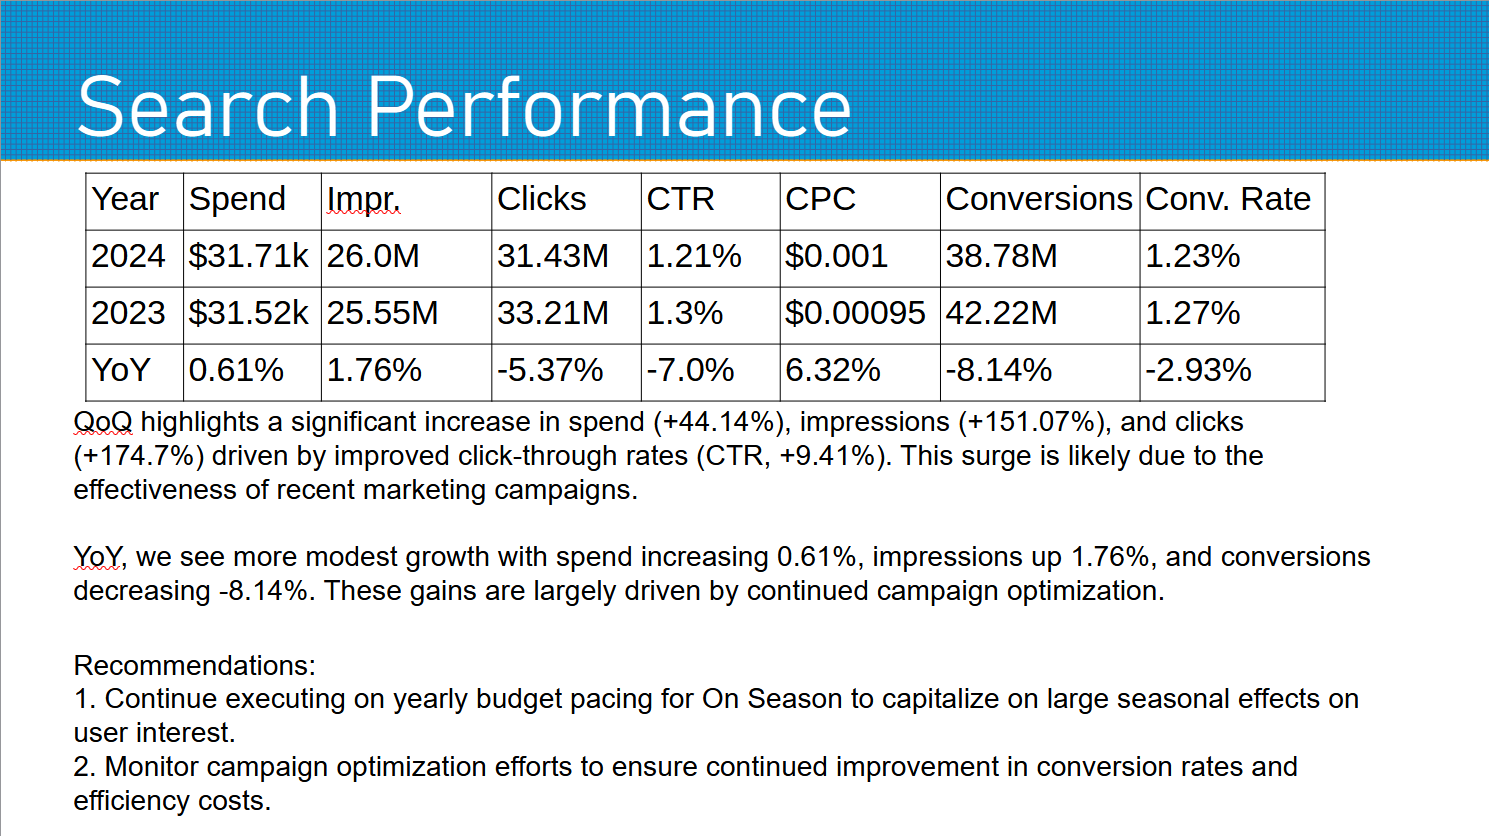 Search Performance
Year Spend Impr. Clicks CTR CPC Conversions Conv. Rate
2024 $31.71k 26.0M 31.43M 1.21% $0.001 38.78M 1.23%
2023 $31.52k 25.55M 33.21M 1.3% $0.00095 42.22M 1.27%
YoY 0.61% 1.76% -5.37% -7.0% 6.32% -8.14% -2.93%
QoQ highlights a significant increase in spend (+44.14%), impressions (+151.07%), and clicks
(+174.7%) driven by improved click-through rates (CTR, +9.41%). This surge is likely due to the
effectiveness of recent marketing campaigns.
YoY, we see more modest growth with spend increasing 0.61%, impressions up 1.76%, and conversions
decreasing -8.14%. These gains are largely driven by continued campaign optimization.
Recommendations:
1. Continue executing on yearly budget pacing for On Season to capitalize on large seasonal effects on
user interest.
2. Monitor campaign optimization efforts to ensure continued improvement in conversion rates and
efficiency costs.